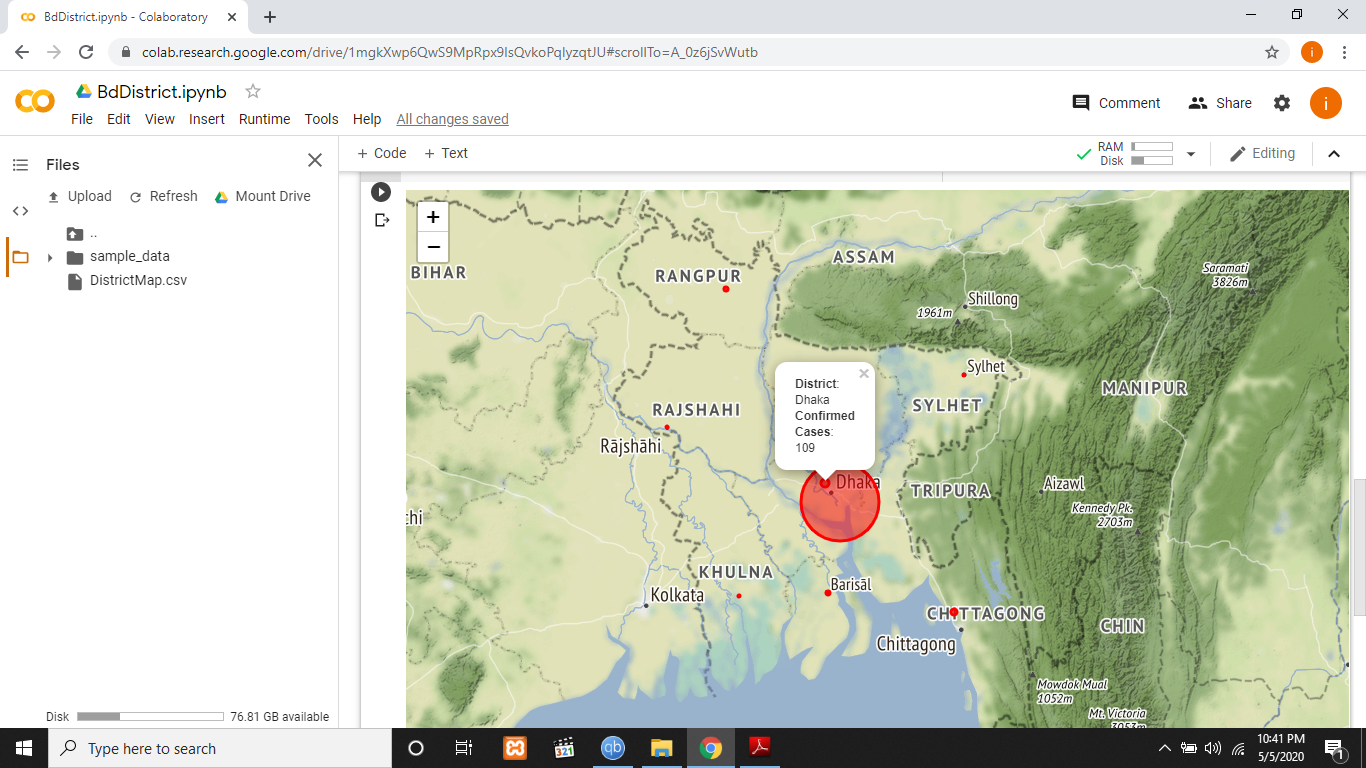 BdDistrict.ipynb - Colaboratory
colab.research.google.com/drive/1mgkXwp6QwS9MpRpx9IsQvkoPqlyzqtJU#scrollTo=A_0z6jSvWutb
i
BdDistrict.ipynb
Comment
Share
i
File Edit View Insert Runtime Tools Help All changes saved
Files
+ Code + Text
RAM
Disk
Editing
Upload Refresh Mount Drive
..
sample_data
DistrictMap.csv
+
−
BIHAR
RANGPUR
ASSAM
Saramati
3826m
Shillong
1961m
Sylhet
District:
Dhaka
Confirmed
Cases:
109
×
MANIPUR
RAJSHAHI
SYLHET
Rājshāhi
Dhaka
TRIPURA
Aizawl
Kennedy Pk.
2703m
chi
KHULNA
Barisāl
Kolkata
CHITTAGONG
CHIN
Chittagong
Mowdok Mual
1052m
Mt. Victoria
3053m
Disk 76.81 GB available
Type here to search
321
qb
10:41 PM
5/5/2020
1